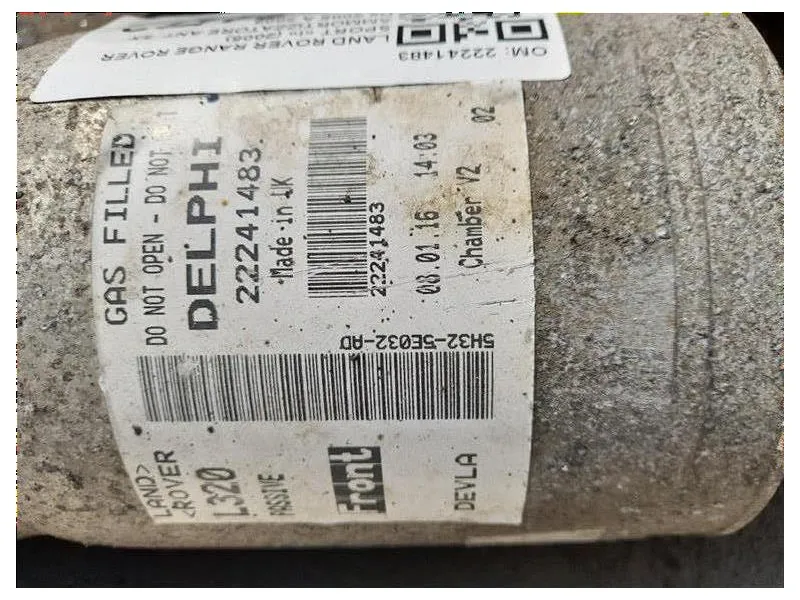 OM: 22241483
LAND ROVER RANGE ROVER
SPORT
GAS FILLED
DO NOT OPEN - DO NOT
DELPHI
22241483
Made in UK
22241483
08.01.16 14:03
Chamber V2 02
5H32-5E032-AD
LAND>
<ROVER
L320
PASSIVE
Front
DEVLA